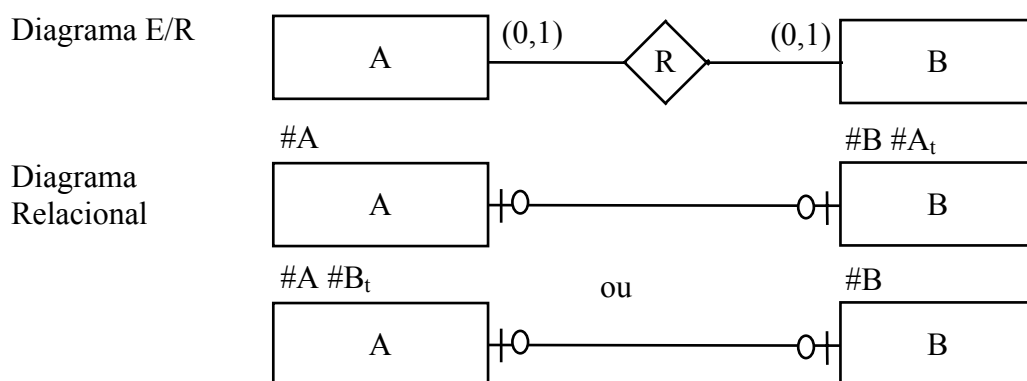 Diagrama E/R
A (0,1) R (0,1) B
#A #B #Aₜ
Diagrama
Relacional
A B
#A #Bₜ ou #B
A B